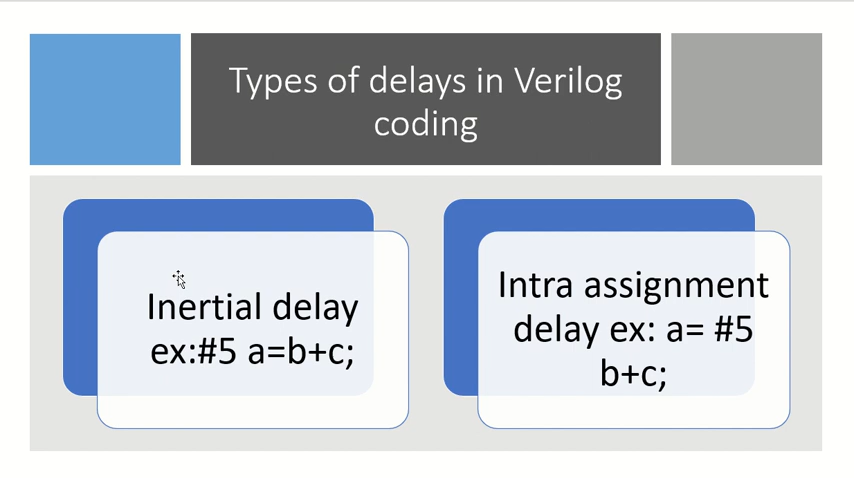 Types of delays in Verilog
coding
Inertial delay
ex:#5 a=b+c;
Intra assignment
delay ex: a= #5
b+c;